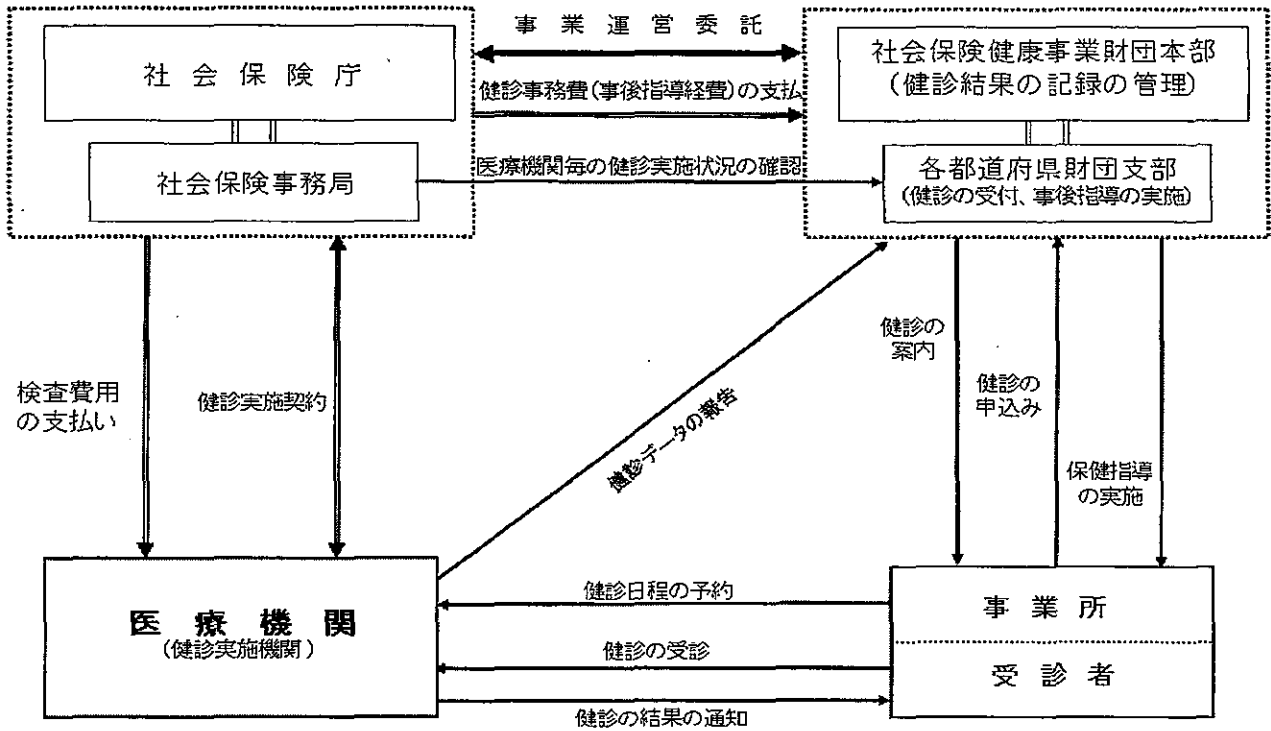 事業運営委託
社会保険庁
社会保険健康事業財団本部
(健診結果の記録の管理)
健診事務費(事後指導経費)の支払
医療機関毎の健診実施状況の確認
社会保険事務局
各都道府県財団支部
(健診の受付、事後指導の実施)
検査費用
の支払い
健診実施契約
健診データの報告
健診の
案内
健診の
申込み
保健指導
の実施
医療機関
(健診実施機関)
健診日程の予約
健診の受診
健診の結果の通知
事業所
受診者